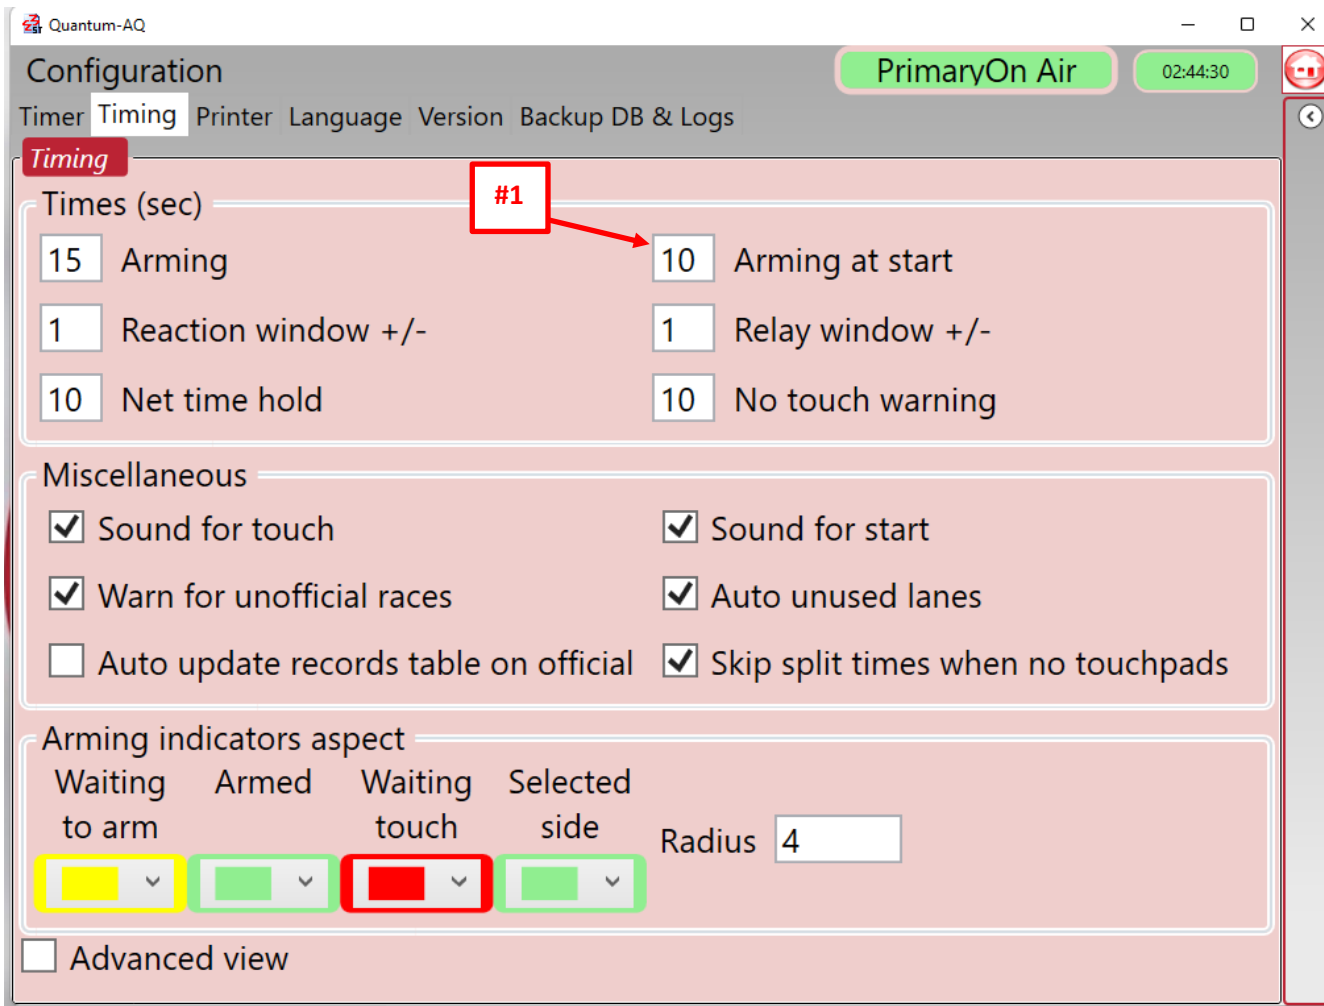 Quantum-AQ
Configuration
PrimaryOn Air
02:44:30
Timer Timing Printer Language Version Backup DB & Logs
Timing
#1
Times (sec)
15 Arming
10 Arming at start
1 Reaction window +/-
1 Relay window +/-
10 Net time hold
10 No touch warning
Miscellaneous
Sound for touch
Sound for start
Warn for unofficial races
Auto unused lanes
Auto update records table on official
Skip split times when no touchpads
Arming indicators aspect
Waiting
to arm
Armed
Waiting
touch
Selected
side
Radius 4
Advanced view